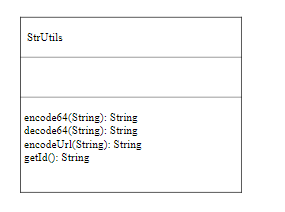 StrUtils
encode64(String): String
decode64(String): String
encodeUrl(String): String
getId(): String